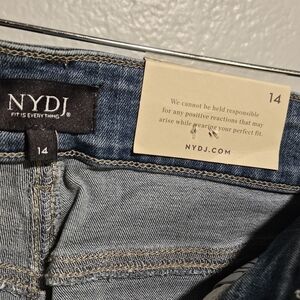 NYDJ
FIT IS EVERYTHING®
14
14
We cannot be held responsible
for any positive reactions that may
arise while wearing your perfect fit.
NYDJ.COM